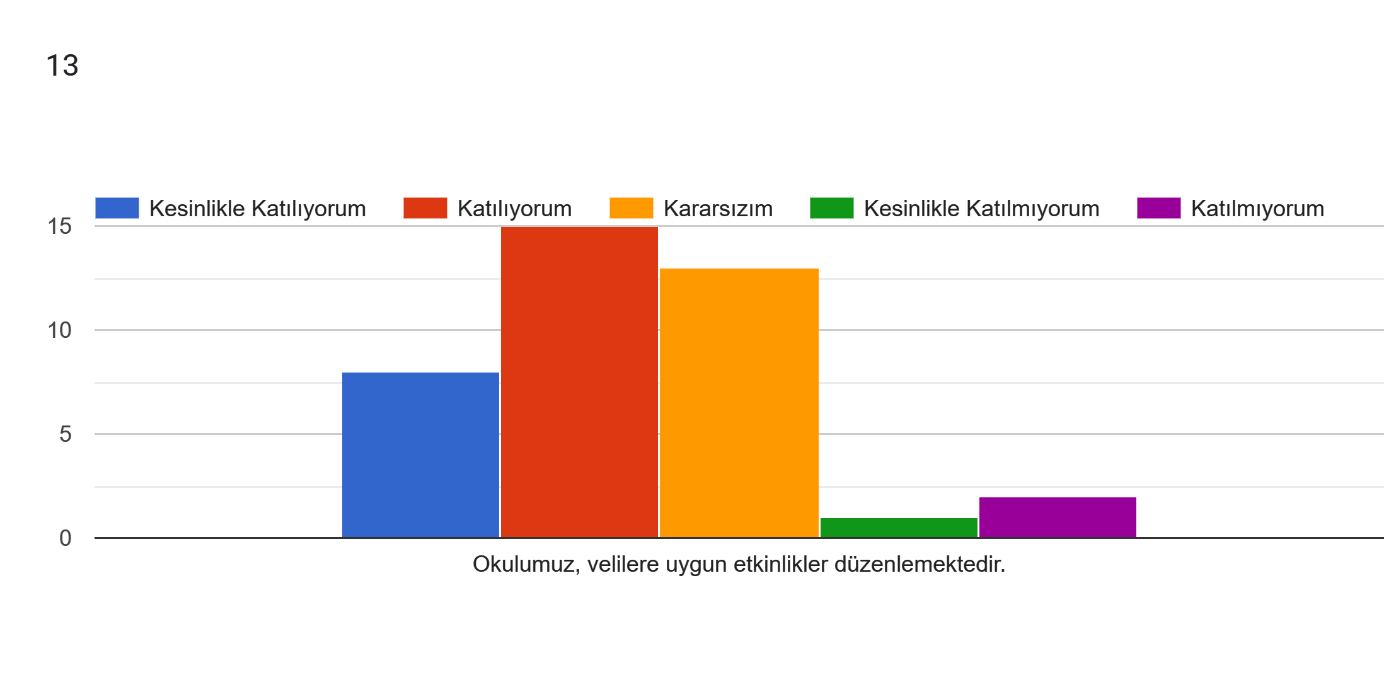 13
Kesinlikle Katılıyorum Katılıyorum Kararsızım Kesinlikle Katılmıyorum Katılmıyorum
15
10
5
0
Okulumuz, velilere uygun etkinlikler düzenlemektedir.